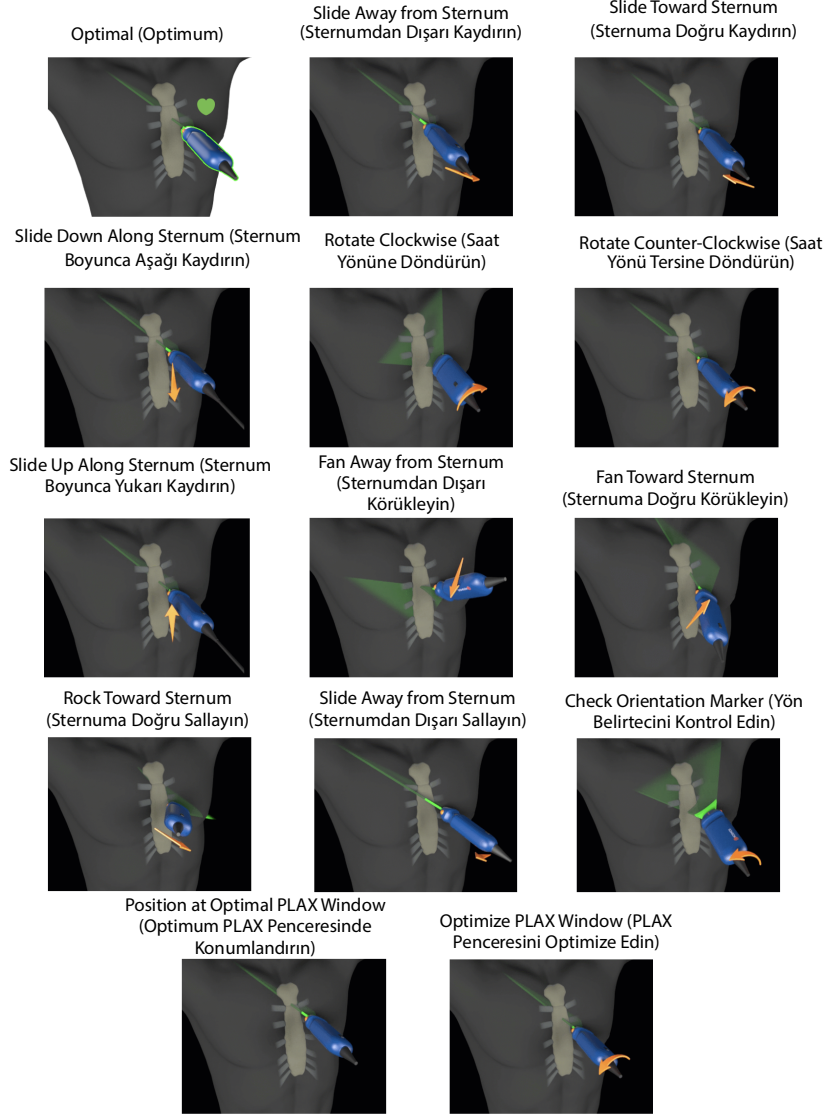 Optimal (Optimum)
Slide Away from Sternum
(Sternumdan Dışarı Kaydırın)
Slide Toward Sternum
(Sternuma Doğru Kaydırın)
Slide Down Along Sternum (Sternum
Boyunca Aşağı Kaydırın)
Rotate Clockwise (Saat
Yönüne Döndürün)
Rotate Counter-Clockwise (Saat
Yönü Tersine Döndürün)
Slide Up Along Sternum (Sternum
Boyunca Yukarı Kaydırın)
Fan Away from Sternum
(Sternumdan Dışarı
Körükleyin)
Fan Toward Sternum
(Sternuma Doğru Körükleyin)
Rock Toward Sternum
(Sternuma Doğru Sallayın)
Slide Away from Sternum
(Sternumdan Dışarı Sallayın)
Check Orientation Marker (Yön
Belirtecini Kontrol Edin)
Position at Optimal PLAX Window
(Optimum PLAX Penceresinde
Konumlandırın)
Optimize PLAX Window (PLAX
Penceresini Optimize Edin)